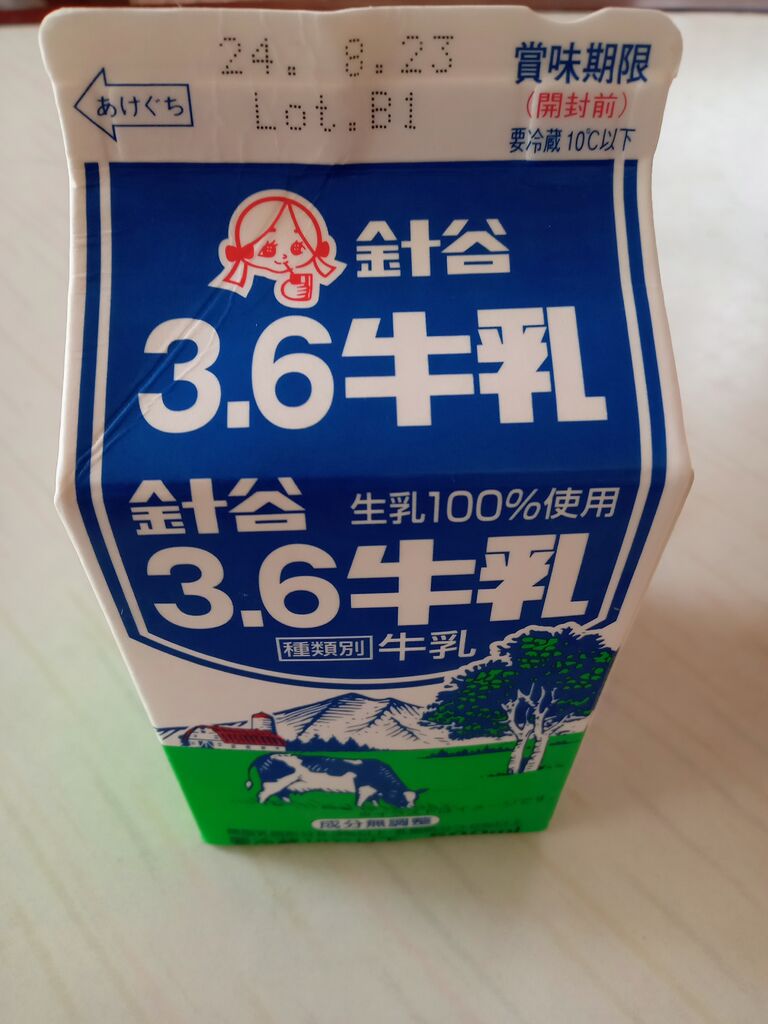 24. 8.23
賞味期限
(開封前)
あけぐち
Lot.B1
要冷蔵10℃以下
針谷
3.6牛乳
針谷
生乳100%使用
3.6牛乳
種類別 牛乳
成分無調整